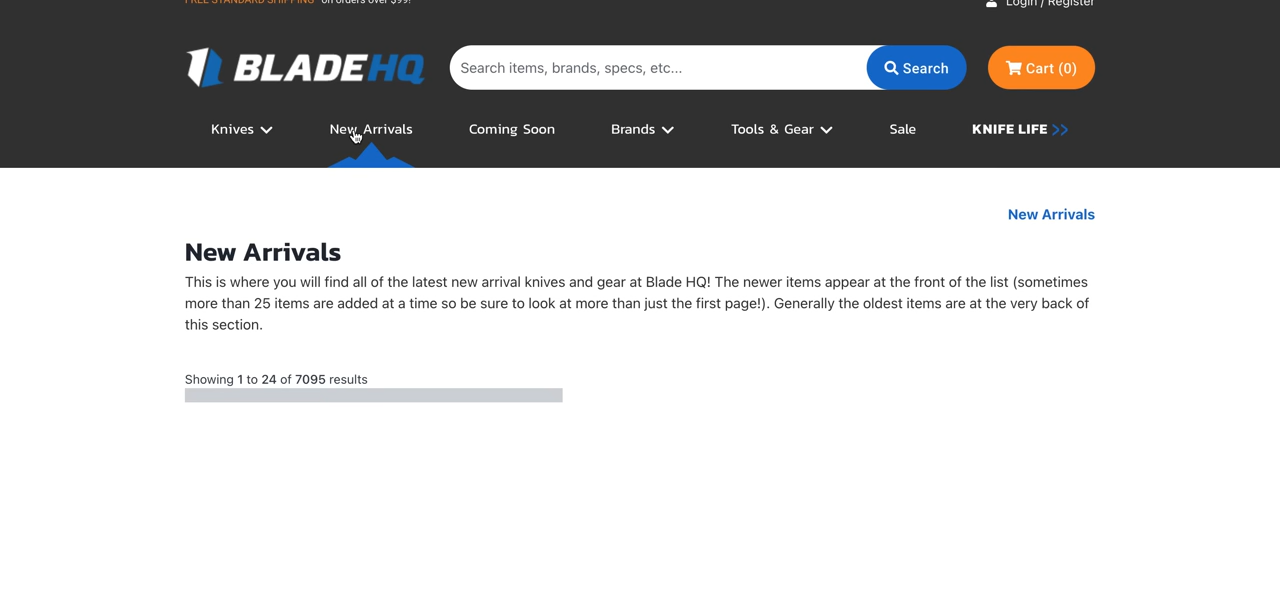 FREE STANDARD SHIPPING* on orders over $99!
Login / Register
BLADEHQ
Search items, brands, specs, etc...
Search
Cart (0)
Knives
New Arrivals
Coming Soon
Brands
Tools & Gear
Sale
KNIFE LIFE >>
New Arrivals
New Arrivals
This is where you will find all of the latest new arrival knives and gear at Blade HQ! The newer items appear at the front of the list (sometimes
more than 25 items are added at a time so be sure to look at more than just the first page!). Generally the oldest items are at the very back of
this section.
Showing 1 to 24 of 7095 results